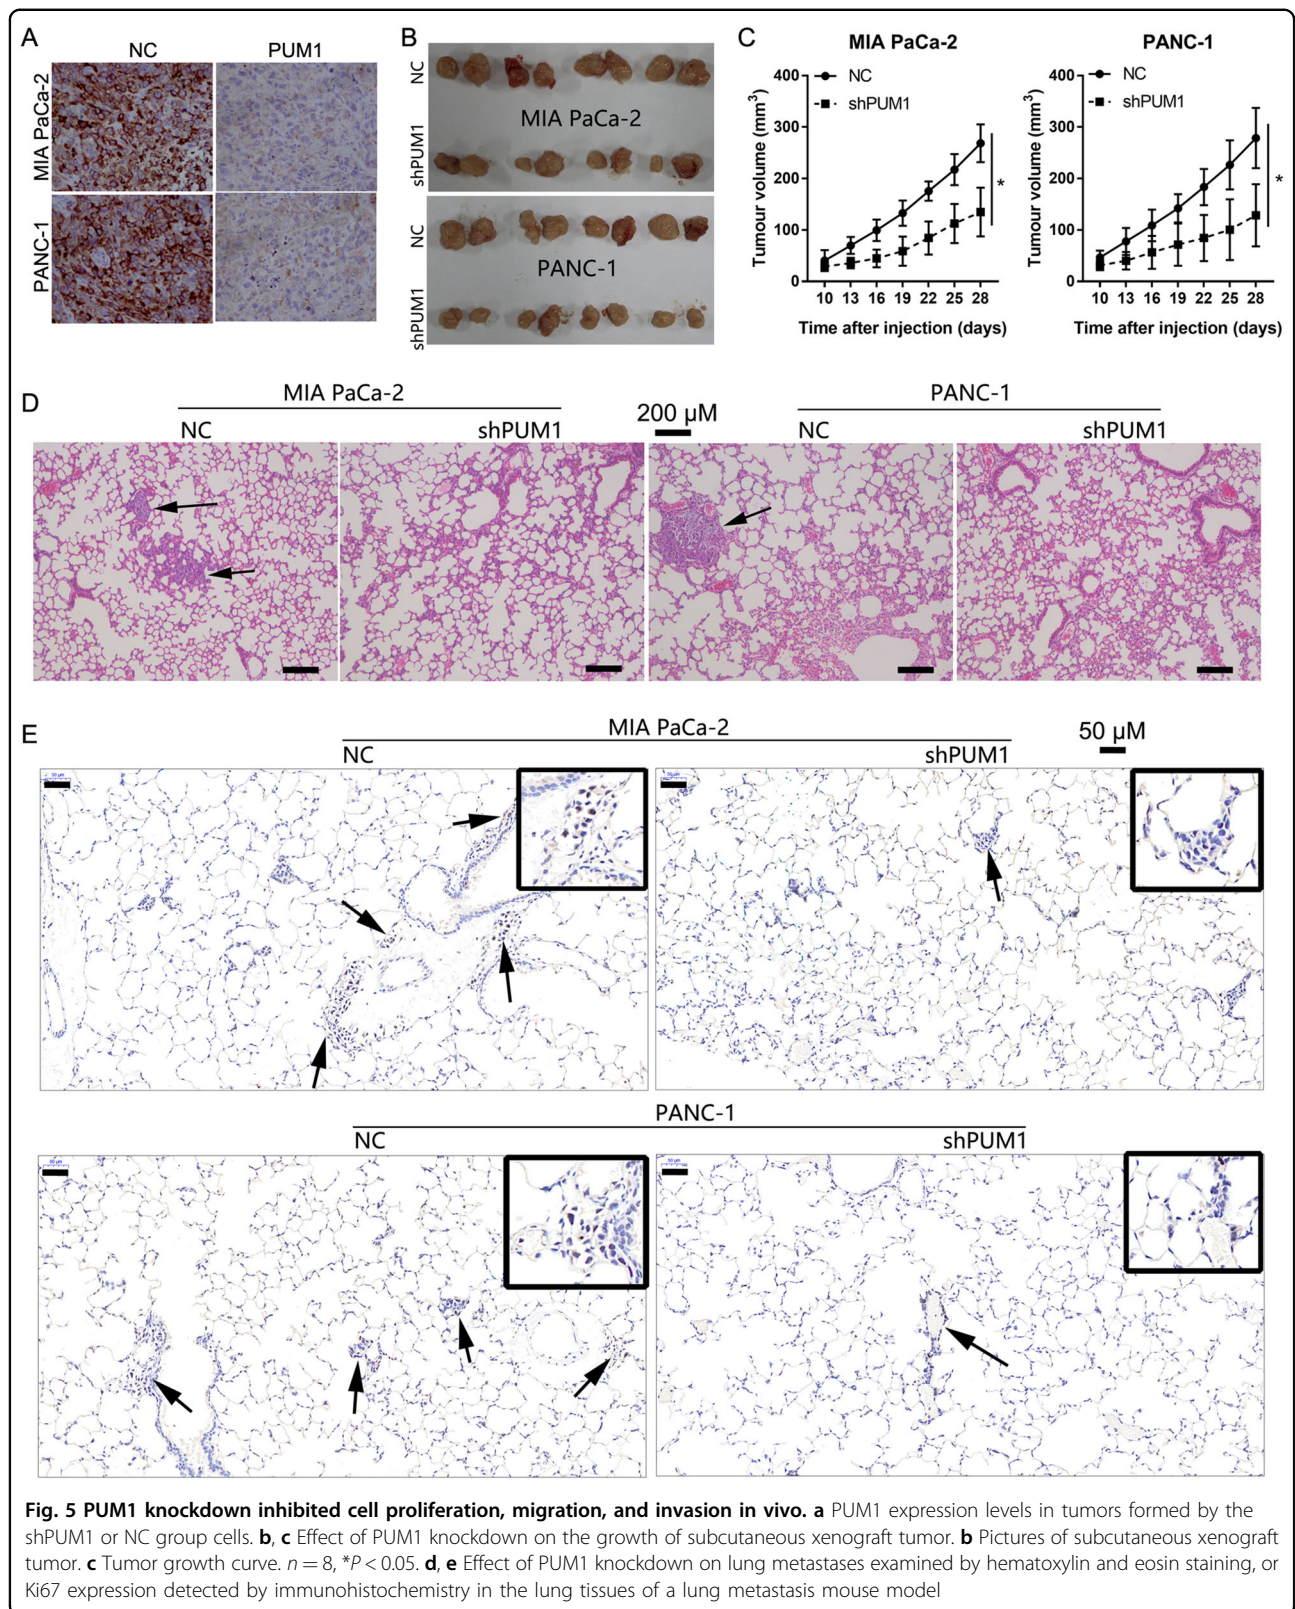 A
NC
PUM1
MIA PaCa-2
PANC-1
B
NC
MIA PaCa-2
shPUM1
NC
PANC-1
shPUM1
C
MIA PaCa-2
NC
shPUM1
Tumour volume (mm³)
400
300
200
100
0
10 13 16 19 22 25 28
*
Time after injection (days)
PANC-1
NC
shPUM1
Tumour volume (mm³)
400
300
200
100
0
10 13 16 19 22 25 28
*
Time after injection (days)
D
MIA PaCa-2
NC
shPUM1
200 μM
PANC-1
NC
shPUM1
E
MIA PaCa-2
50 μM
NC
shPUM1
50 μm
50 μm
PANC-1
NC
shPUM1
50 μm
50 μm
Fig. 5 PUM1 knockdown inhibited cell proliferation, migration, and invasion in vivo. a PUM1 expression levels in tumors formed by the
shPUM1 or NC group cells. b, c Effect of PUM1 knockdown on the growth of subcutaneous xenograft tumor. b Pictures of subcutaneous xenograft
tumor. c Tumor growth curve. n = 8, *P < 0.05. d, e Effect of PUM1 knockdown on lung metastases examined by hematoxylin and eosin staining, or
Ki67 expression detected by immunohistochemistry in the lung tissues of a lung metastasis mouse model